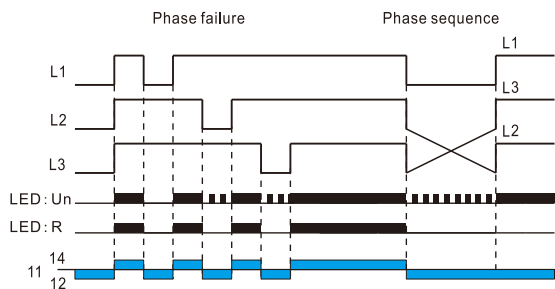 Phase failure
Phase sequence
L1
L1
L3
L2
L2
L3
LED: Un
LED: R
14
11
12